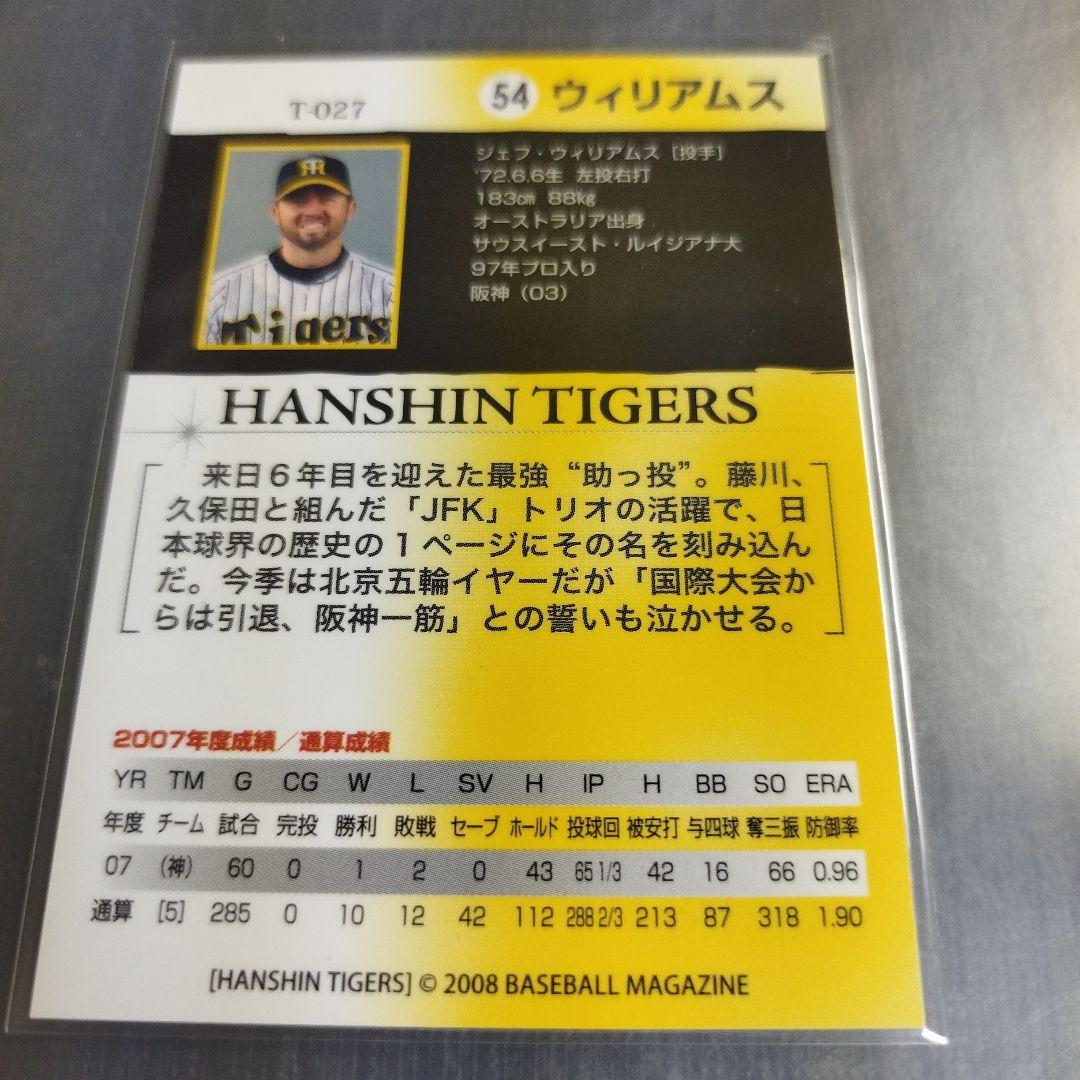 T-027 54 ウィリアムス
ジェフ・ウィリアムス［投手］
'72.6.6生 左投右打
183cm 88kg
オーストラリア出身
サウスイースト・ルイジアナ大
97年プロ入り
阪神（03）
Tigers
HANSHIN TIGERS
来日６年目を迎えた最強“助っ投”。藤川、
久保田と組んだ「JFK」トリオの活躍で、日
本球界の歴史の１ページにその名を刻み込ん
だ。今季は北京五輪イヤーだが「国際大会か
らは引退、阪神一筋」との誓いも泣かせる。
2007年度成績／通算成績
YR TM G CG W L SV H IP H BB SO ERA
年度 チーム 試合 完投 勝利 敗戦 セーブ ホールド 投球回 被安打 与四球 奪三振 防御率
07 （神） 60 0 1 2 0 43 65 1/3 42 16 66 0.96
通算 [5] 285 0 10 12 42 112 288 2/3 213 87 318 1.90
[HANSHIN TIGERS] © 2008 BASEBALL MAGAZINE